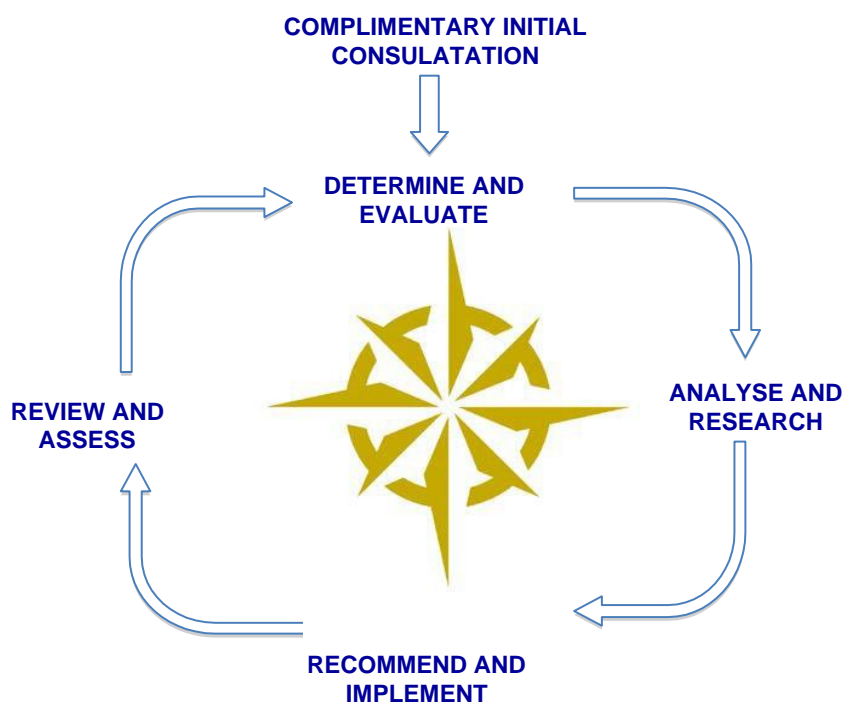 COMPLIMENTARY INITIAL
CONSULATATION
DETERMINE AND
EVALUATE
ANALYSE AND
RESEARCH
REVIEW AND
ASSESS
RECOMMEND AND
IMPLEMENT